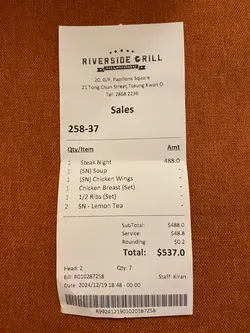 RIVERSIDE GRILL
20, G/F, Papillons Square
21 Tong Chun Street, Tseung Kwan O
Tel: 2868 2236
Sales
258-37
Qty/Item Amt
1 Steak Night 488.0
1 (SN) Soup -
1 (SN) Chicken Wings -
1 Chicken Breast (Set) -
1 1/2 Ribs (Set) -
2 SN - Lemon Tea -
SubTotal: $488.0
Service: $48.8
Rounding: $0.2
Total: $537.0
Head: 2 Qty: 7
Bill: R010287258 Staff: Kiran
Date: 2024/12/19 18:48 - 00:00